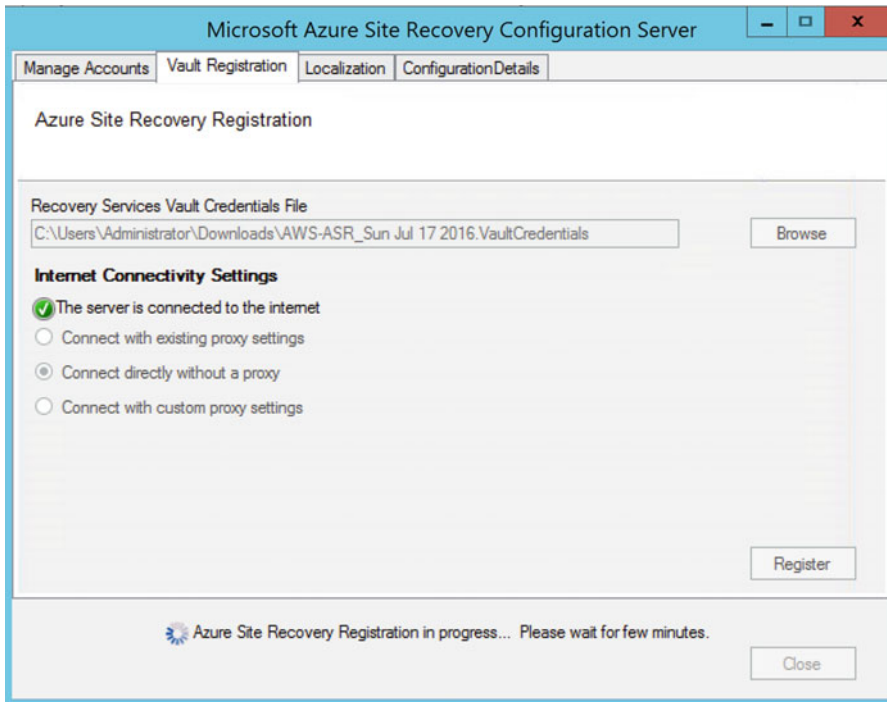 Microsoft Azure Site Recovery Configuration Server
Manage Accounts Vault Registration Localization ConfigurationDetails
Azure Site Recovery Registration
Recovery Services Vault Credentials File
C:\Users\Administrator\Downloads\AWS-ASR_Sun Jul 17 2016.VaultCredentials Browse
Internet Connectivity Settings
The server is connected to the internet
Connect with existing proxy settings
Connect directly without a proxy
Connect with custom proxy settings
Register
Azure Site Recovery Registration in progress... Please wait for few minutes.
Close